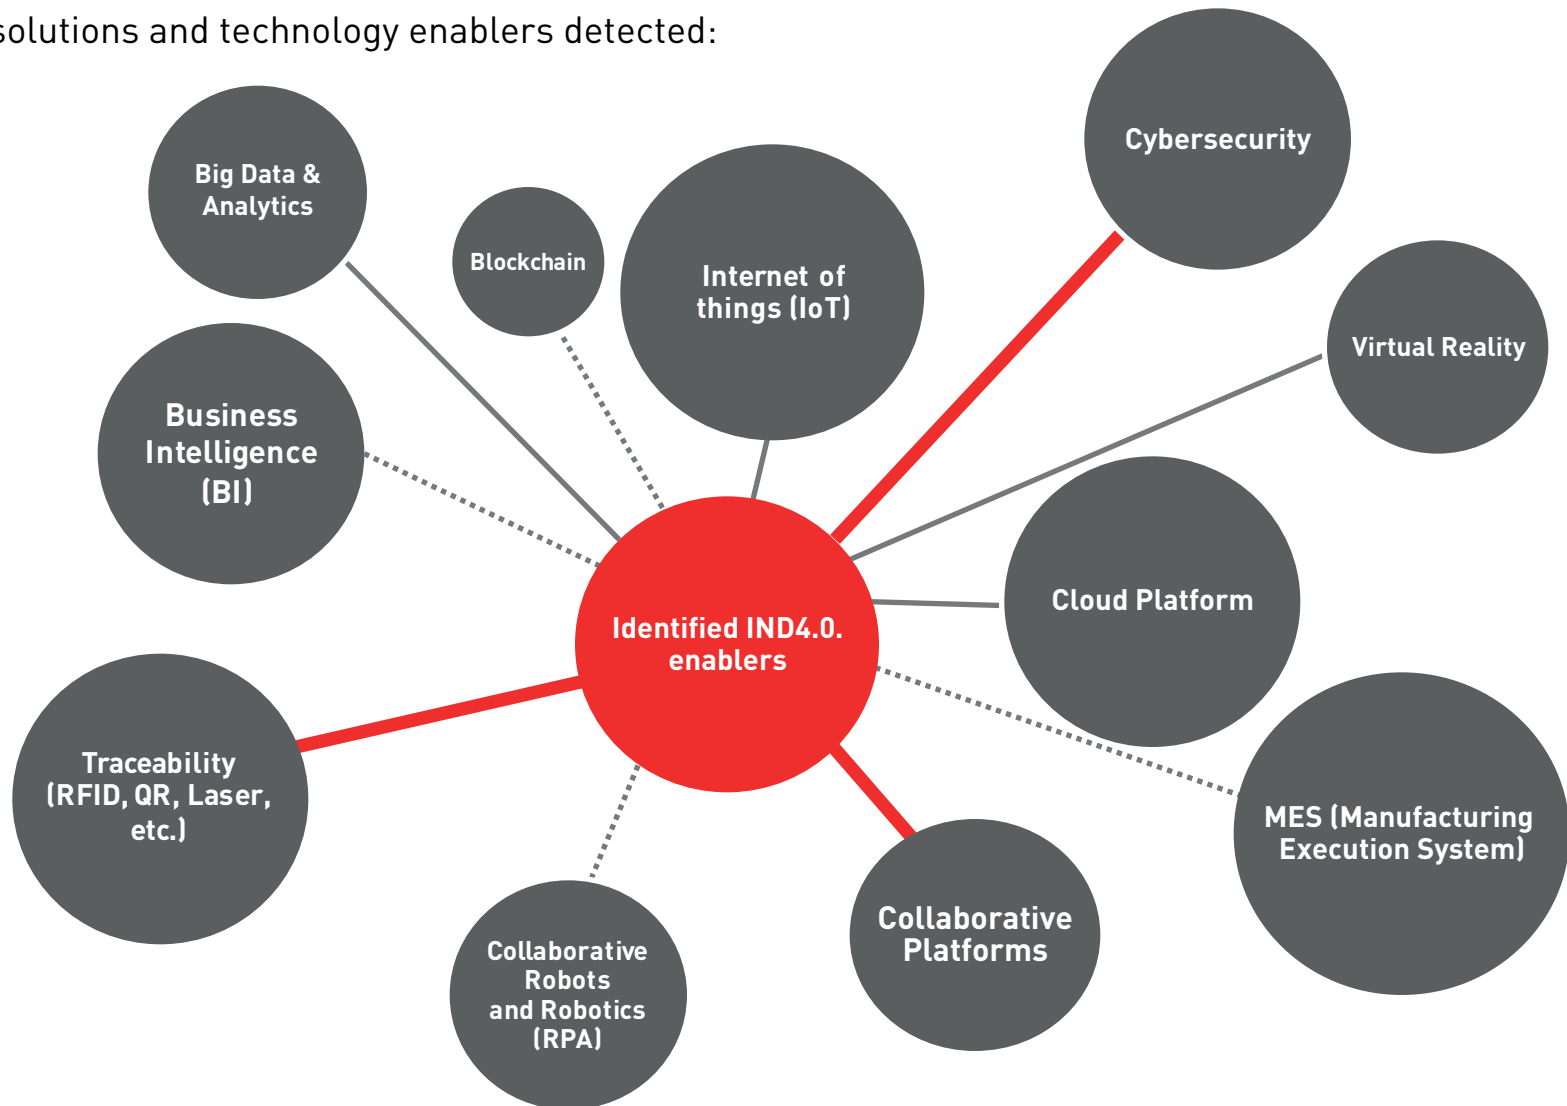 solutions and technology enablers detected:
Cybersecurity
Big Data &
Analytics
Blockchain
Internet of
things (IoT)
Virtual Reality
Business
Intelligence
(BI)
Cloud Platform
Identified IND4.0.
enablers
Traceability
(RFID, QR, Laser,
etc.)
MES (Manufacturing
Execution System)
Collaborative
Platforms
Collaborative
Robots
and Robotics
(RPA)